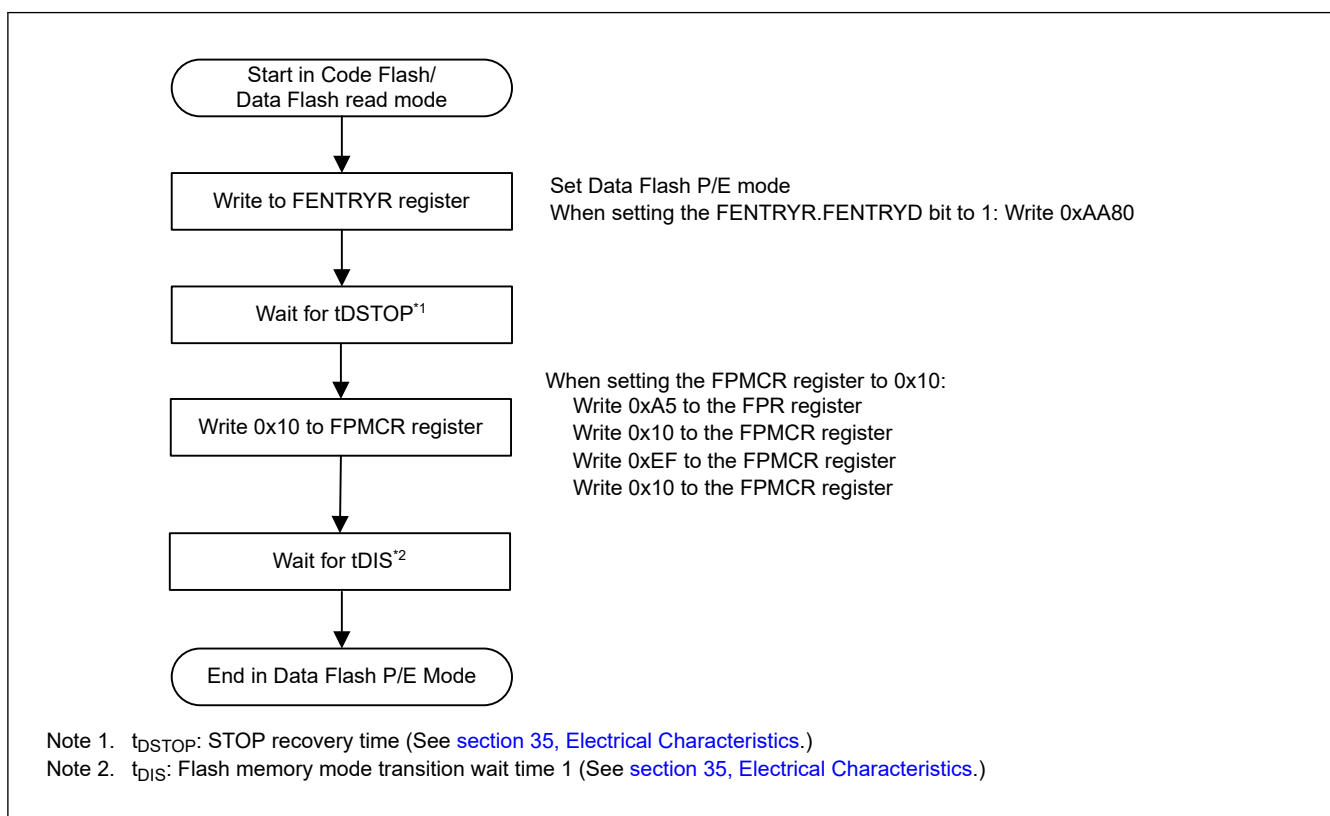 Start in Code Flash/
Data Flash read mode
Write to FENTRYR register
Set Data Flash P/E mode
When setting the FENTRYR.FENTRYD bit to 1: Write 0xAA80
Wait for tDSTOP*1
When setting the FPMCR register to 0x10:
Write 0xA5 to the FPR register
Write 0x10 to FPMCR register
Write 0x10 to the FPMCR register
Write 0xEF to the FPMCR register
Write 0x10 to the FPMCR register
Wait for tDIS*2
End in Data Flash P/E Mode
Note 1. tDSTOP: STOP recovery time (See section 35, Electrical Characteristics.)
Note 2. tDIS: Flash memory mode transition wait time 1 (See section 35, Electrical Characteristics.)